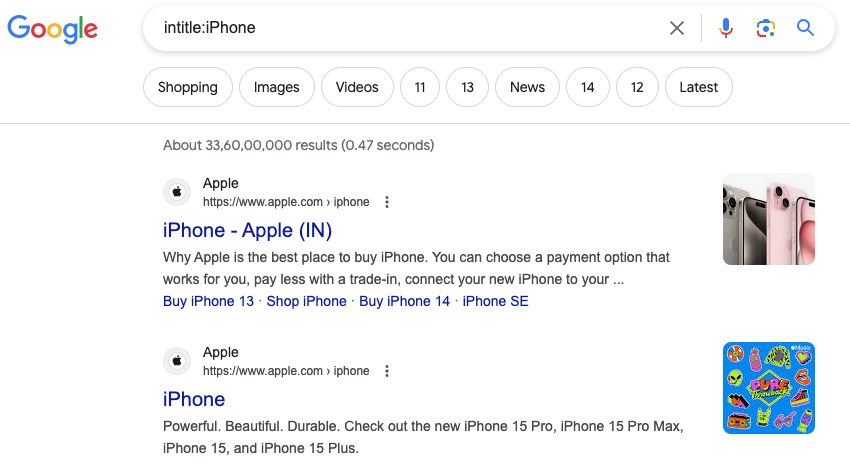 Google
intitle:iPhone
Shopping
Images
Videos
11
13
News
14
12
Latest
About 33,60,00,000 results (0.47 seconds)
Apple
https://www.apple.com › iphone
iPhone - Apple (IN)
Why Apple is the best place to buy iPhone. You can choose a payment option that
works for you, pay less with a trade-in, connect your new iPhone to your ...
Buy iPhone 13 · Shop iPhone · Buy iPhone 14 · iPhone SE
Apple
https://www.apple.com › iphone
iPhone
Powerful. Beautiful. Durable. Check out the new iPhone 15 Pro, iPhone 15 Pro Max,
iPhone 15, and iPhone 15 Plus.
Music
PURE
Throwback